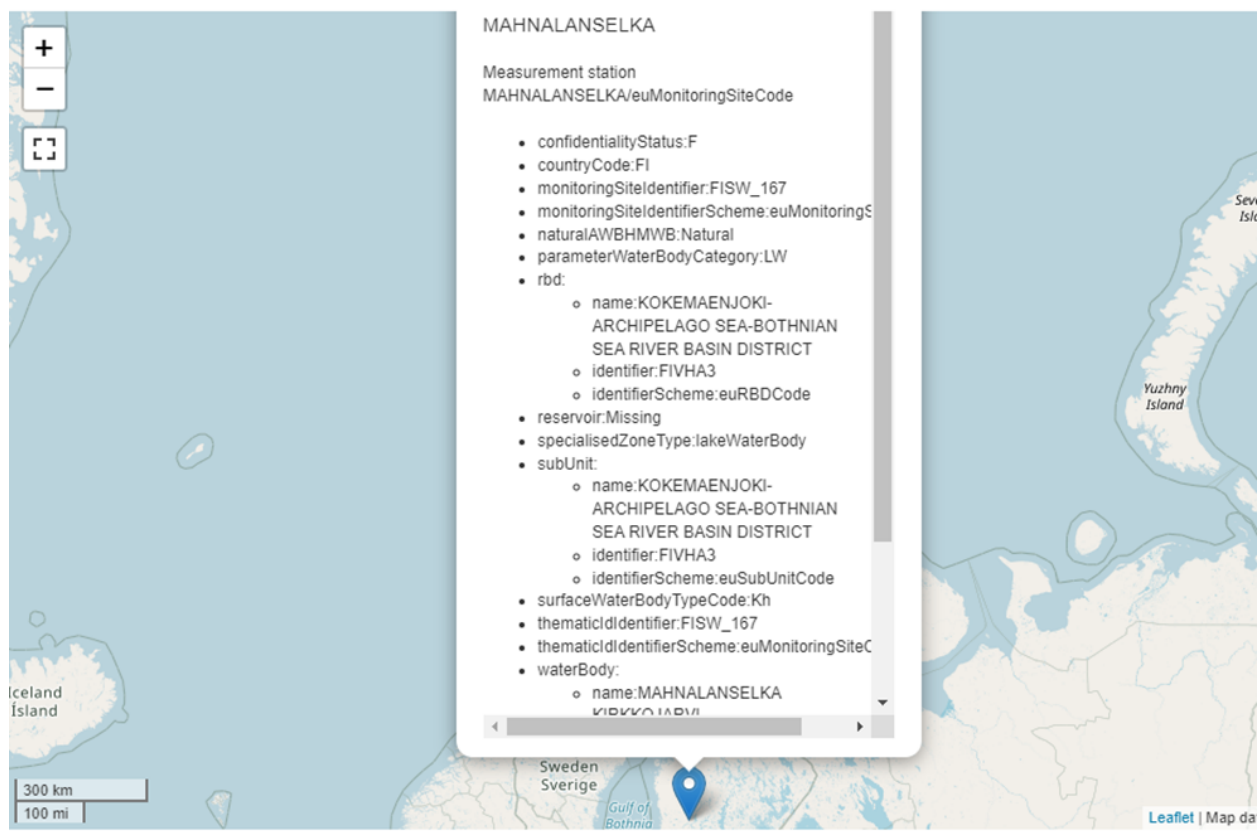 MAHNALANSELKA
Measurement station
MAHNALANSELKA/euMonitoringSiteCode
confidentialityStatus:F
countryCode:FI
monitoringSiteIdentifier:FISW_167
monitoringSiteIdentifierScheme:euMonitoringS
naturalAWBHMWB:Natural
parameterWaterBodyCategory:LW
rbd:
name:KOKEMAENJOKI-
ARCHIPELAGO SEA-BOTHNIAN
SEA RIVER BASIN DISTRICT
identifier:FIVHA3
identifierScheme:euRBDCode
reservoir:Missing
specialisedZoneType:lakeWaterBody
subUnit:
name:KOKEMAENJOKI-
ARCHIPELAGO SEA-BOTHNIAN
SEA RIVER BASIN DISTRICT
identifier:FIVHA3
identifierScheme:euSubUnitCode
surfaceWaterBodyTypeCode:Kh
thematicIdIdentifier:FISW_167
thematicIdIdentifierScheme:euMonitoringSiteC
waterBody:
name:MAHNALANSELKA
KIRKKOJARVI
+
−
Yuzhny
Island
Iceland
Ísland
Sweden
Sverige
Gulf of
Bothnia
300 km
100 mi
Leaflet | Map da